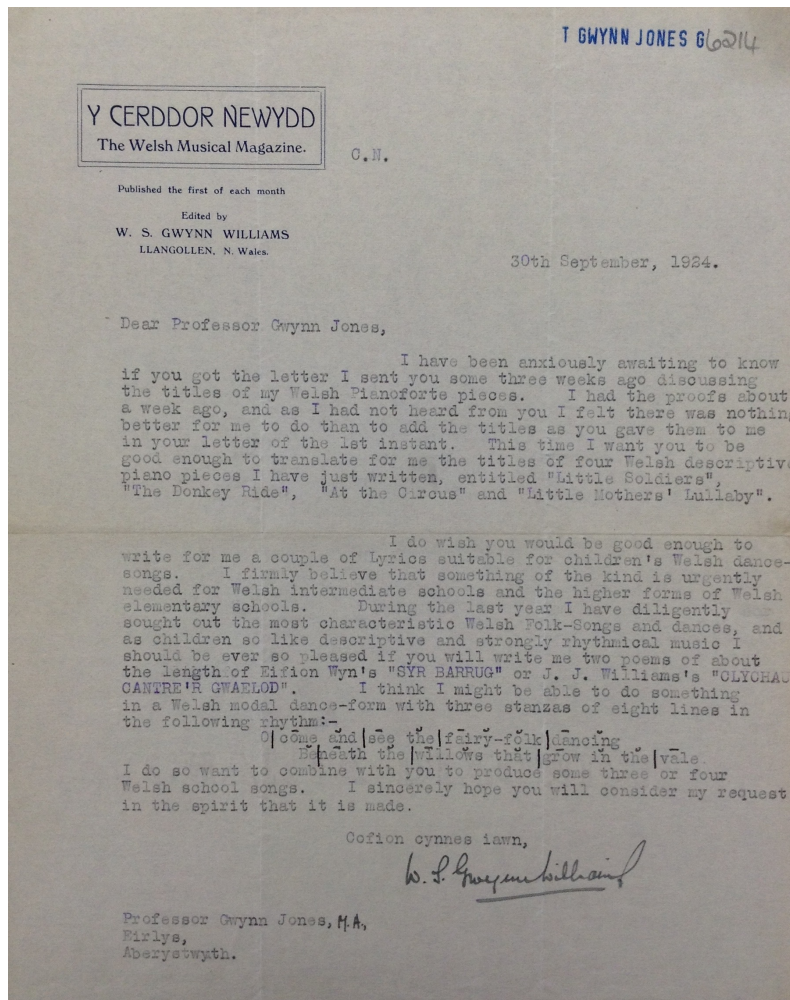 T GWYNN JONES G6214
Y CERDDOR NEWYDD
The Welsh Musical Magazine.
C.N.
Published the first of each month
Edited by
W. S. GWYNN WILLIAMS
LLANGOLLEN, N. Wales.
30th September, 1924.
Dear Professor Gwynn Jones,
I have been anxiously awaiting to know
if you got the letter I sent you some three weeks ago discussing
the titles of my Welsh Pianoforte pieces. I had the proofs about
a week ago, and as I had not heard from you I felt there was nothin
better for me to do than to add the titles as you gave them to me
in your letter of the 1st instant. This time I want you to be
good enough to translate for me the titles of four Welsh descriptive
piano pieces I have just written, entitled "Little Soldiers",
"The Donkey Ride", "At the Circus" and "Little Mothers' Lullaby".
I do wish you would be good enough to
write for me a couple of Lyrics suitable for children's Welsh dance-
songs. I firmly believe that something of the kind is urgently
needed for Welsh intermediate schools and the higher forms of Welsh
elementary schools. During the last year I have diligently
sought out the most characteristic Welsh Folk-Songs and dances, and
as children so like descriptive and strongly rhythmical music I
should be ever so pleased if you will write me two poems of about
the length of Eifion Wyn's "SYR BARRUG" or J. J. Williams's "CLYCHAU
CANTRE'R GWAELOD". I think I might be able to do something
in a Welsh modal dance-form with three stanzas of eight lines in
the following rhythm:-
O|come and|see the|fairy-folk|dancing
Be|neath the|willows that|grow in the|vale.
I do so want to combine with you to produce some three or four
Welsh school songs. I sincerely hope you will consider my request
in the spirit that it is made.
Cofion cynnes iawn,
W. S. Gwynn Williams
Professor Gwynn Jones, M.A.,
Eirlys,
Aberystwyth.